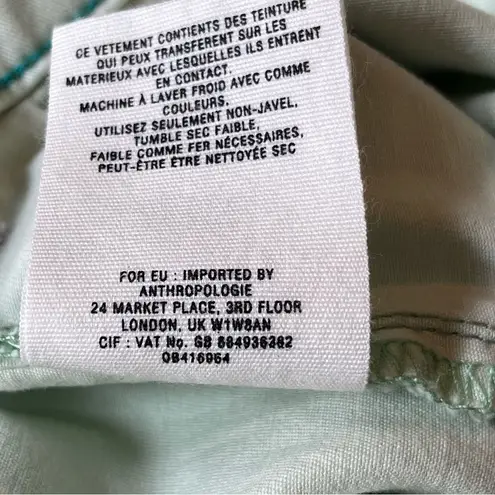 CE VETEMENT CONTIENTS DES TEINTURE
QUI PEUX TRANSFERENT SUR LES
MATERIEUX AVEC LESQUELLES ILS ENTRENT
EN CONTACT.
MACHINE À LAVER FROID AVEC COMME
COULEURS,
UTILISEZ SEULEMENT NON-JAVEL,
TUMBLE SEC FAIBLE,
FAIBLE COMME FER NÉCESSAIRES,
PEUT-ÊTRE ÊTRE NETTOYÉE SEC
FOR EU : IMPORTED BY
ANTHROPOLOGIE
24 MARKET PLACE, 3RD FLOOR
LONDON, UK W1W8AN
CIF : VAT No. GB 684936362
OB416954